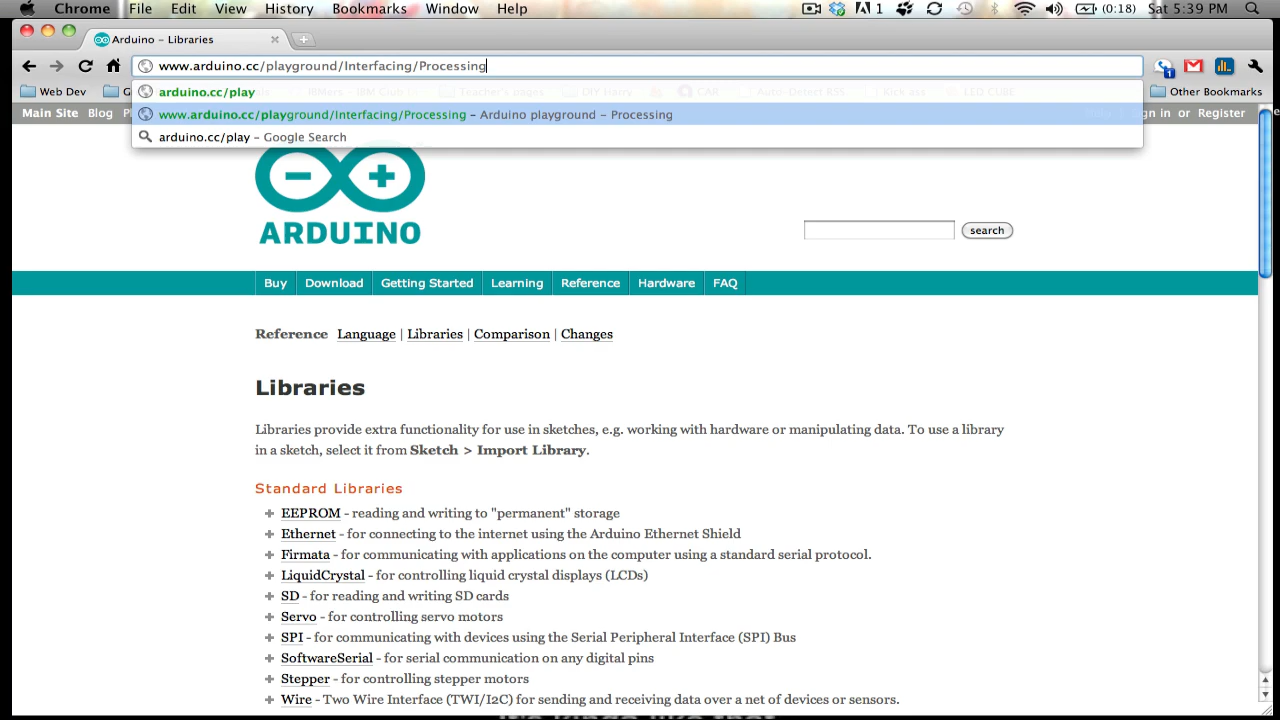 Chrome File Edit View History Bookmarks Window Help 1 (0:18) Sat 5:39 PM
Arduino – Libraries
www.arduino.cc/playground/Interfacing/Processing
Web Dev Other Bookmarks
arduino.cc/play
www.arduino.cc/playground/Interfacing/Processing – Arduino playground – Processing
arduino.cc/play – Google Search
Main Site Blog in or Register
ARDUINO
search
Buy Download Getting Started Learning Reference Hardware FAQ
Reference Language | Libraries | Comparison | Changes
Libraries
Libraries provide extra functionality for use in sketches, e.g. working with hardware or manipulating data. To use a library
in a sketch, select it from Sketch > Import Library.
Standard Libraries
EEPROM - reading and writing to "permanent" storage
Ethernet - for connecting to the internet using the Arduino Ethernet Shield
Firmata - for communicating with applications on the computer using a standard serial protocol.
LiquidCrystal - for controlling liquid crystal displays (LCDs)
SD - for reading and writing SD cards
Servo - for controlling servo motors
SPI - for communicating with devices using the Serial Peripheral Interface (SPI) Bus
SoftwareSerial - for serial communication on any digital pins
Stepper - for controlling stepper motors
Wire - Two Wire Interface (TWI/I2C) for sending and receiving data over a net of devices or sensors.